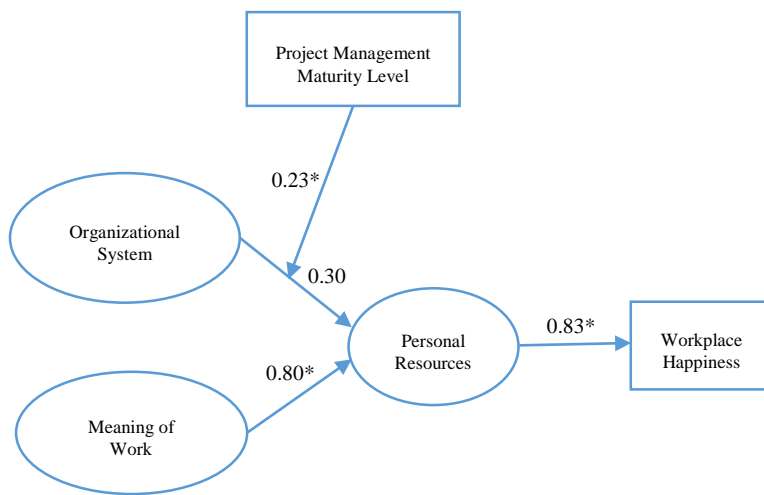 Project Management
Maturity Level
0.23*
Organizational
System
0.30
Personal
Resources
0.83*
Workplace
Happiness
0.80*
Meaning of
Work